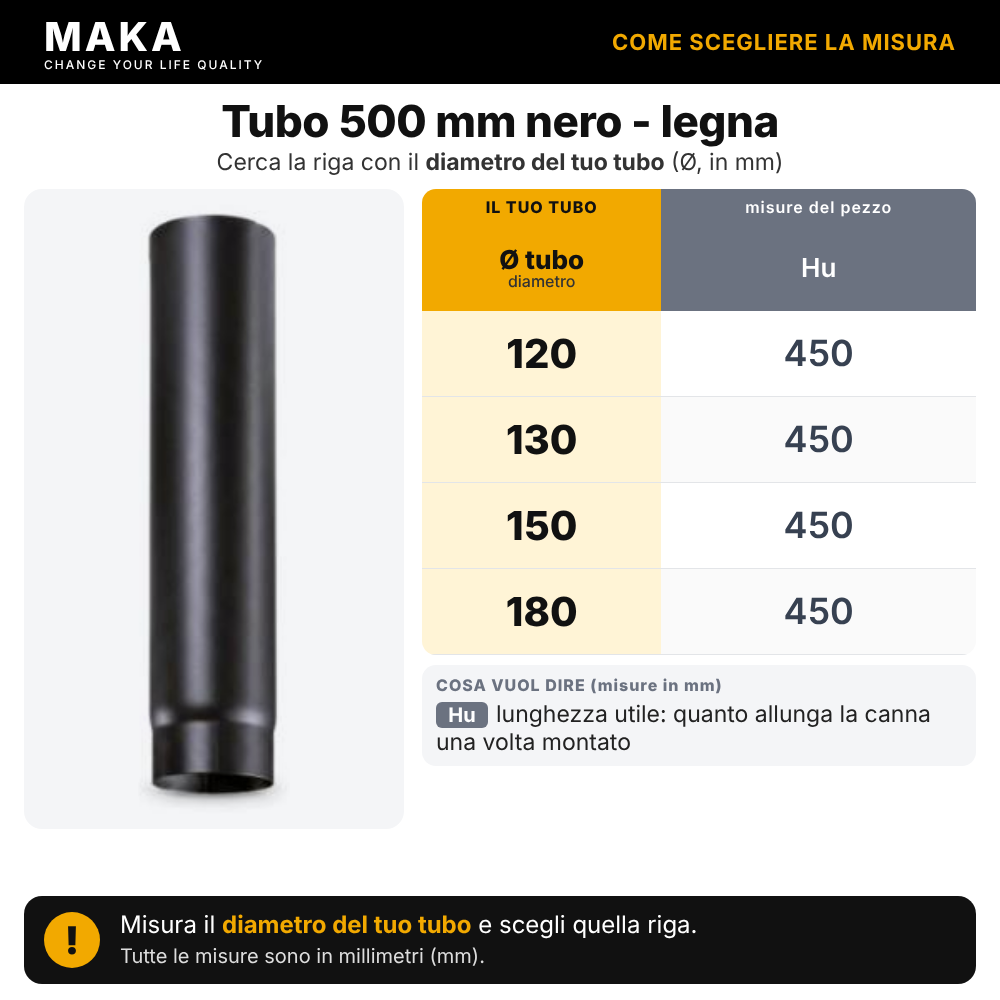 MAKA
CHANGE YOUR LIFE QUALITY
COME SCEGLIERE LA MISURA
Tubo 500 mm nero - legna
Cerca la riga con il diametro del tuo tubo (Ø, in mm)
IL TUO TUBO
misure del pezzo
Ø tubo
diametro
Hu
120 450
130 450
150 450
180 450
COSA VUOL DIRE (misure in mm)
Hu lunghezza utile: quanto allunga la canna
una volta montato
! Misura il diametro del tuo tubo e scegli quella riga.
Tutte le misure sono in millimetri (mm).